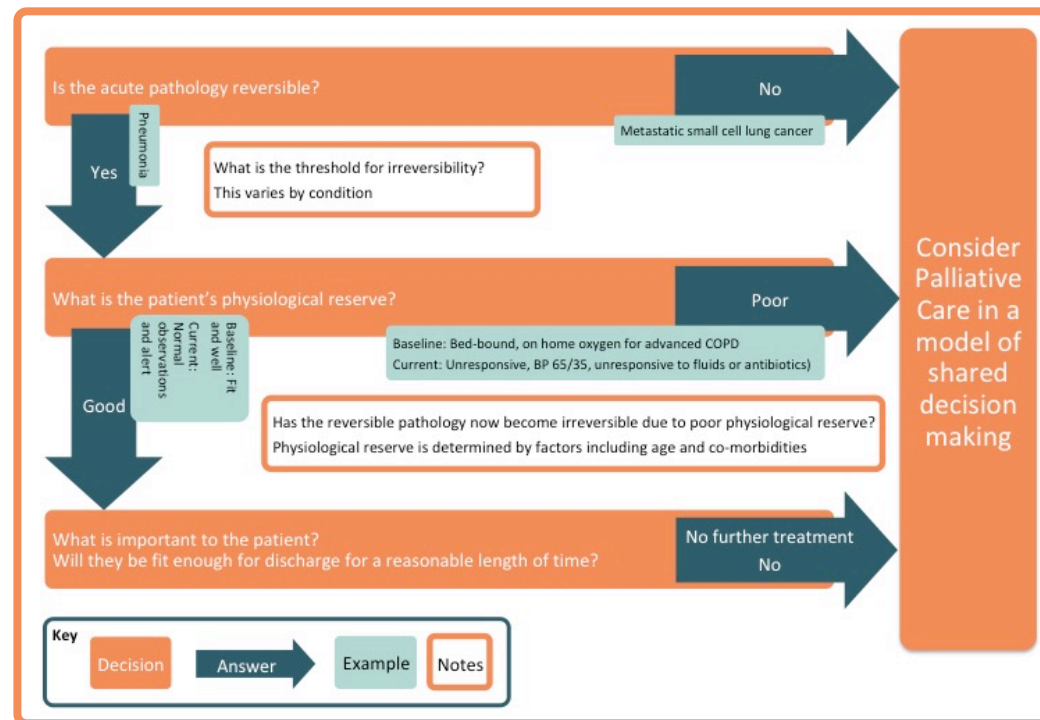 Is the acute pathology reversible?
No
Metastatic small cell lung cancer
Pneumonia
Yes
What is the threshold for irreversibility?
This varies by condition
What is the patient's physiological reserve?
Poor
Baseline: Bed-bound, on home oxygen for advanced COPD
Current: Unresponsive, BP 65/35, unresponsive to fluids or antibiotics)
Baseline: Fit
and well
Current:
Normal
observations
and alert
Good
Has the reversible pathology now become irreversible due to poor physiological reserve?
Physiological reserve is determined by factors including age and co-morbidities
What is important to the patient?
Will they be fit enough for discharge for a reasonable length of time?
No further treatment
No
Consider
Palliative
Care in a
model of
shared
decision
making
Key
Decision
Answer
Example
Notes